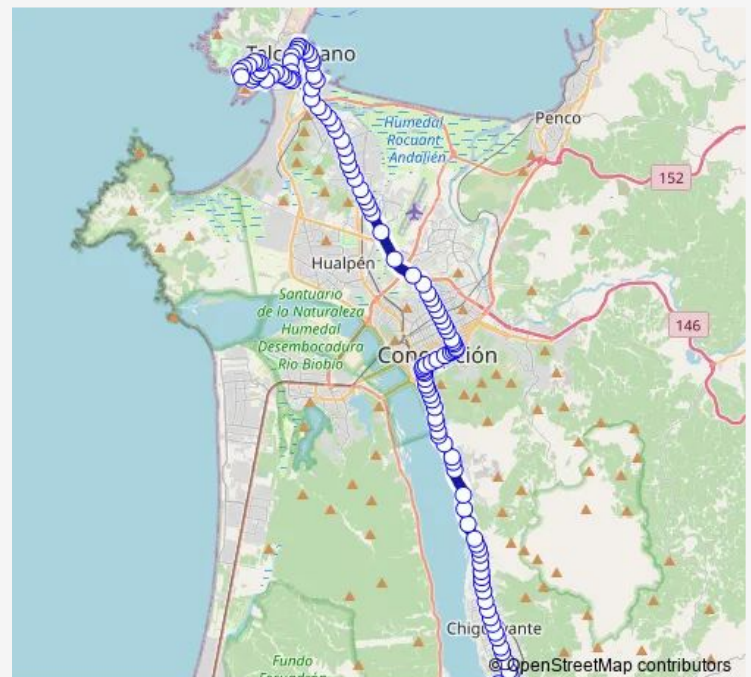 Penco
Humedal
Rocuant
Andalién
152
Hualpén
Santuario
de la Naturaleza
Humedal
Desembocadura
Río Biobío
146
Fundo
© OpenStreetMap contributors